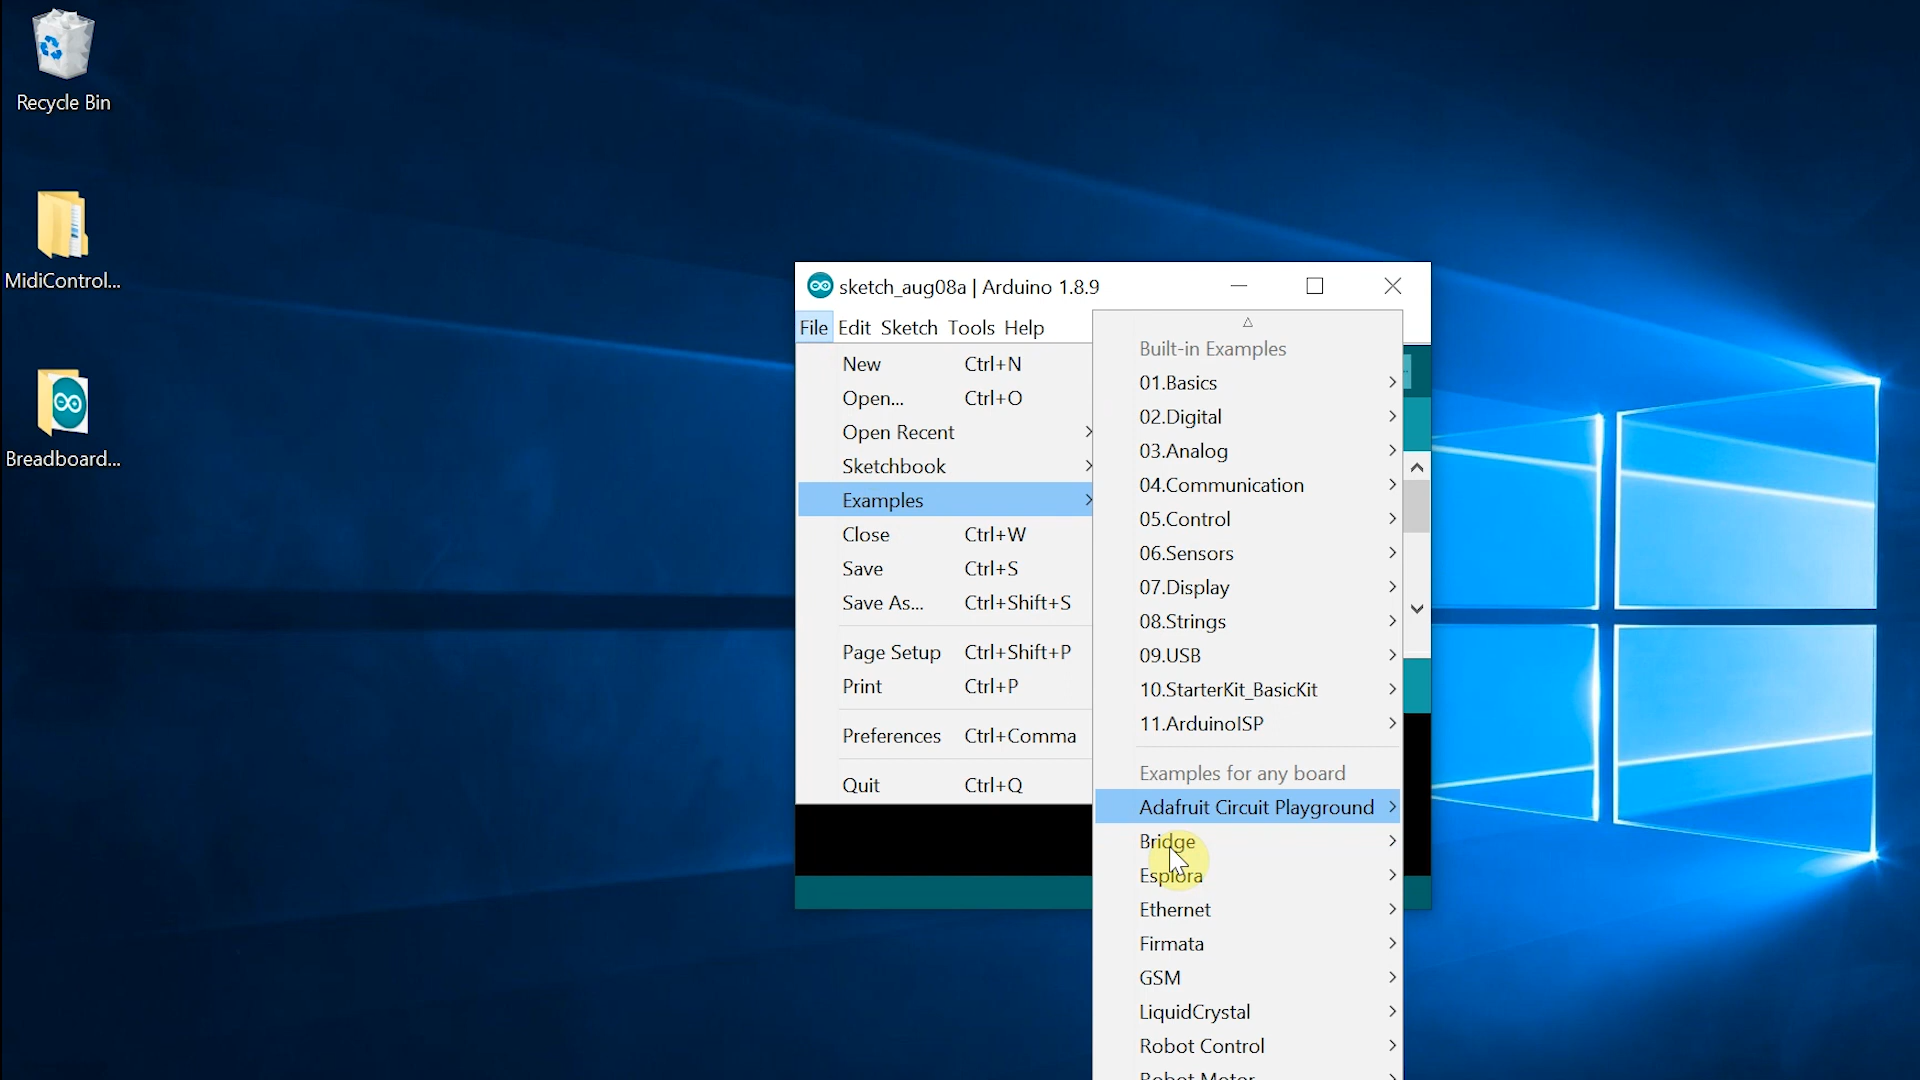 Recycle Bin
MidiControl...
Breadboard...
sketch_aug08a | Arduino 1.8.9
File Edit Sketch Tools Help
New Ctrl+N
Open... Ctrl+O
Open Recent
Sketchbook
Examples
Close Ctrl+W
Save Ctrl+S
Save As... Ctrl+Shift+S
Page Setup Ctrl+Shift+P
Print Ctrl+P
Preferences Ctrl+Comma
Quit Ctrl+Q
Built-in Examples
01.Basics
02.Digital
03.Analog
04.Communication
05.Control
06.Sensors
07.Display
08.Strings
09.USB
10.StarterKit_BasicKit
11.ArduinoISP
Examples for any board
Adafruit Circuit Playground
Bridge
Esplora
Ethernet
Firmata
GSM
LiquidCrystal
Robot Control
Robot Motor